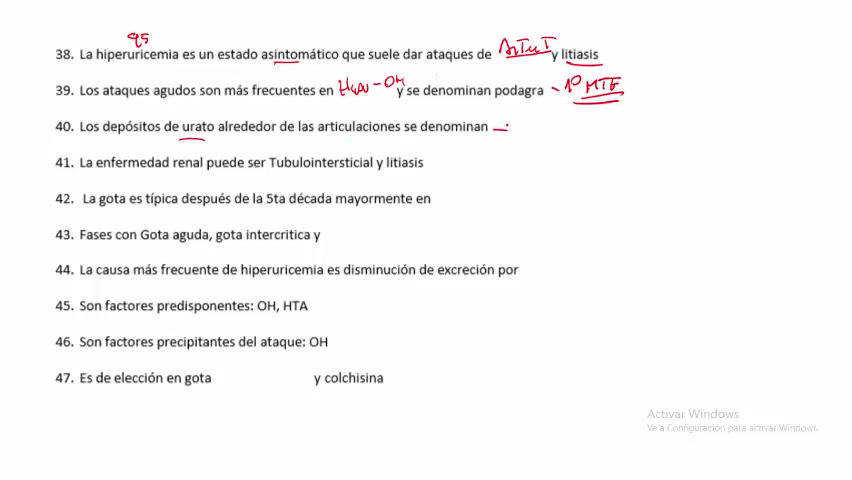 95
38. La hiperuricemia es un estado asintomático que suele dar ataques de y litiasis
39. Los ataques agudos son más frecuentes en - OH y se denominan podagra - 1º MTF
40. Los depósitos de urato alrededor de las articulaciones se denominan
41. La enfermedad renal puede ser Tubulointersticial y litiasis
42. La gota es típica después de la 5ta década mayormente en
43. Fases con Gota aguda, gota intercritica y
44. La causa más frecuente de hiperuricemia es disminución de excreción por
45. Son factores predisponentes: OH, HTA
46. Son factores precipitantes del ataque: OH
47. Es de elección en gota y colchisina
Activar Windows
Ve a Configuración para activar Windows.